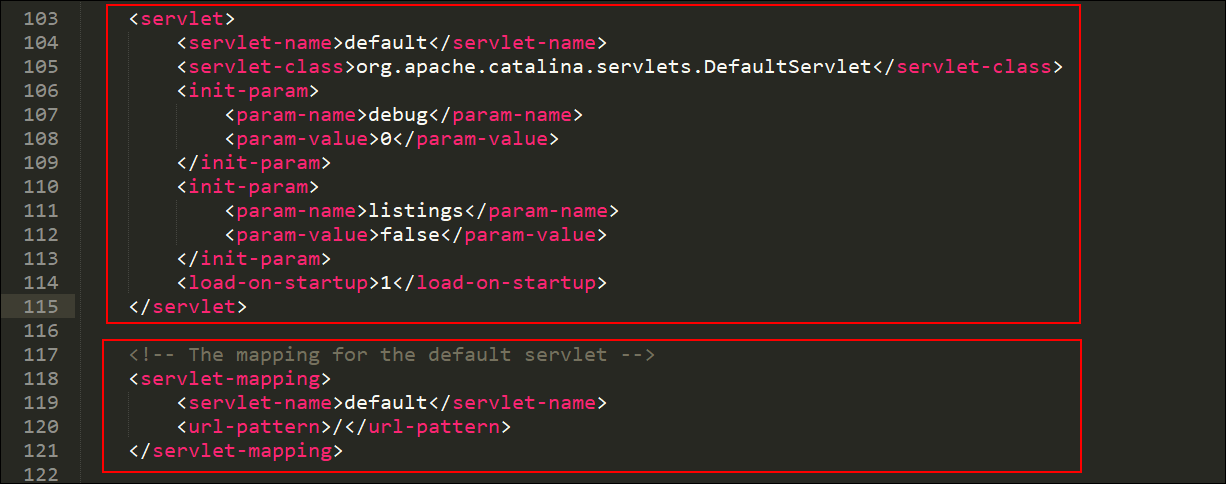 103 <servlet>
104 <servlet-name>default</servlet-name>
105 <servlet-class>org.apache.catalina.servlets.DefaultServlet</servlet-class>
106 <init-param>
107 <param-name>debug</param-name>
108 <param-value>0</param-value>
109 </init-param>
110 <init-param>
111 <param-name>listings</param-name>
112 <param-value>false</param-value>
113 </init-param>
114 <load-on-startup>1</load-on-startup>
115 </servlet>
116
117 <!-- The mapping for the default servlet -->
118 <servlet-mapping>
119 <servlet-name>default</servlet-name>
120 <url-pattern>/</url-pattern>
121 </servlet-mapping>
122